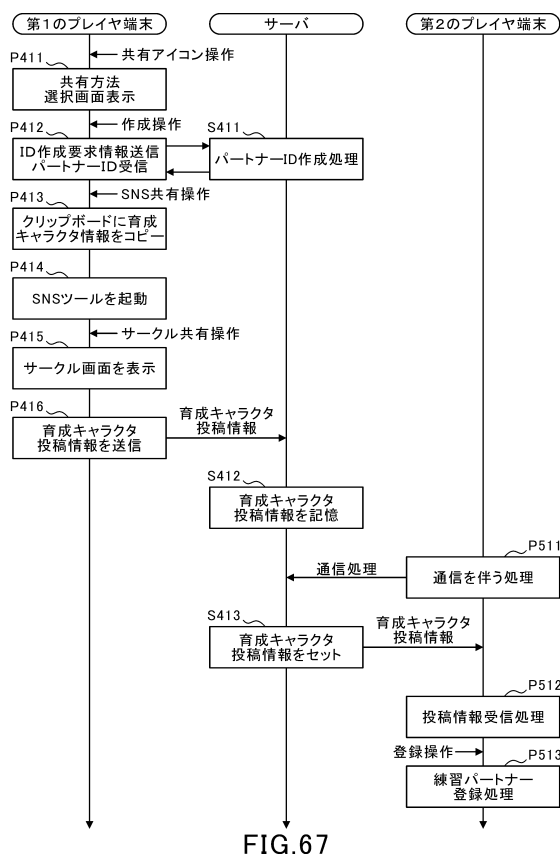 第1のプレイヤ端末
サーバ
第2のプレイヤ端末
共有アイコン操作
P411
共有方法
選択画面表示
作成操作
P412
ID作成要求情報送信
パートナーID受信
S411
パートナーID作成処理
SNS共有操作
P413
クリップボードに育成
キャラクタ情報をコピー
P414
SNSツールを起動
サークル共有操作
P415
サークル画面を表示
P416
育成キャラクタ
投稿情報を送信
育成キャラクタ
投稿情報
S412
育成キャラクタ
投稿情報を記憶
P511
通信を伴う処理
通信処理
S413
育成キャラクタ
投稿情報をセット
育成キャラクタ
投稿情報
P512
投稿情報受信処理
登録操作
P513
練習パートナー
登録処理
FIG.67